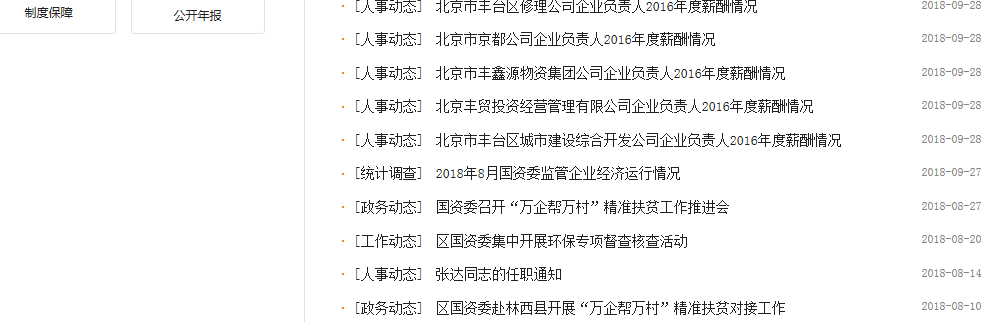 制度保障
公开年报
· [人事动态] 北京市丰台区修理公司企业负责人2016年度薪酬情况 2018-09-28
· [人事动态] 北京市京都公司企业负责人2016年度薪酬情况 2018-09-28
· [人事动态] 北京市丰鑫源物资集团公司企业负责人2016年度薪酬情况 2018-09-28
· [人事动态] 北京丰贸投资经营管理有限公司企业负责人2016年度薪酬情况 2018-09-28
· [人事动态] 北京市丰台区城市建设综合开发公司企业负责人2016年度薪酬情况 2018-09-28
· [统计调查] 2018年8月国资委监管企业经济运行情况 2018-09-27
· [政务动态] 国资委召开“万企帮万村”精准扶贫工作推进会 2018-08-27
· [工作动态] 区国资委集中开展环保专项督查核查活动 2018-08-20
· [人事动态] 张达同志的任职通知 2018-08-14
· [政务动态] 区国资委赴林西县开展“万企帮万村”精准扶贫对接工作 2018-08-10